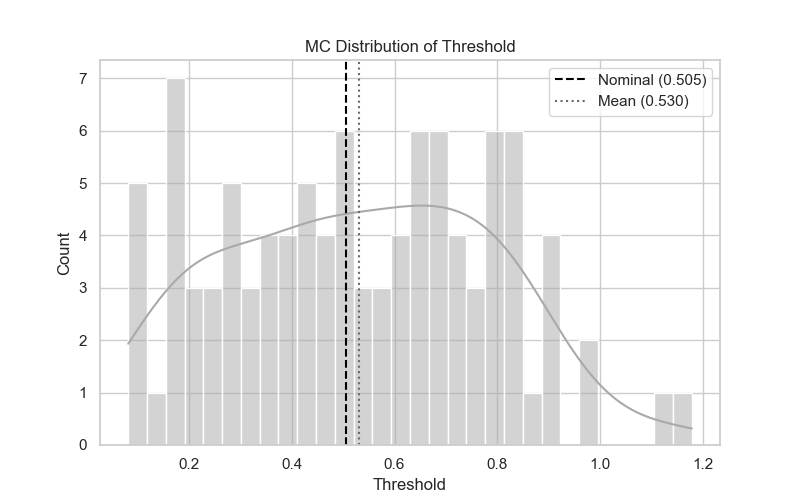 MC Distribution of Threshold
Nominal (0.505)
Mean (0.530)
7
6
5
4
3
2
1
0
Count
0.2 0.4 0.6 0.8 1.0 1.2
Threshold